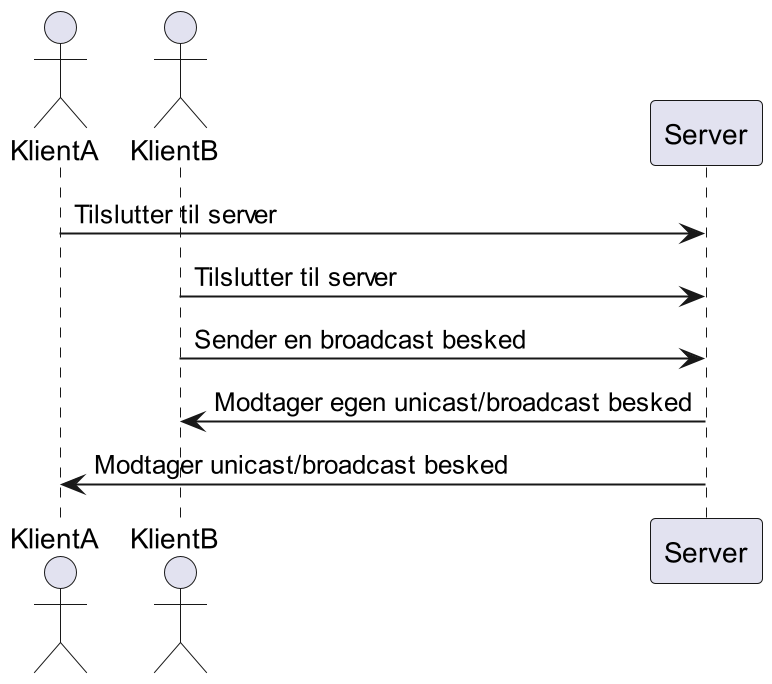 KlientA
KlientB
Server
Tilslutter til server
Tilslutter til server
Sender en broadcast besked
Modtager egen unicast/broadcast besked
Modtager unicast/broadcast besked
KlientA
KlientB
Server